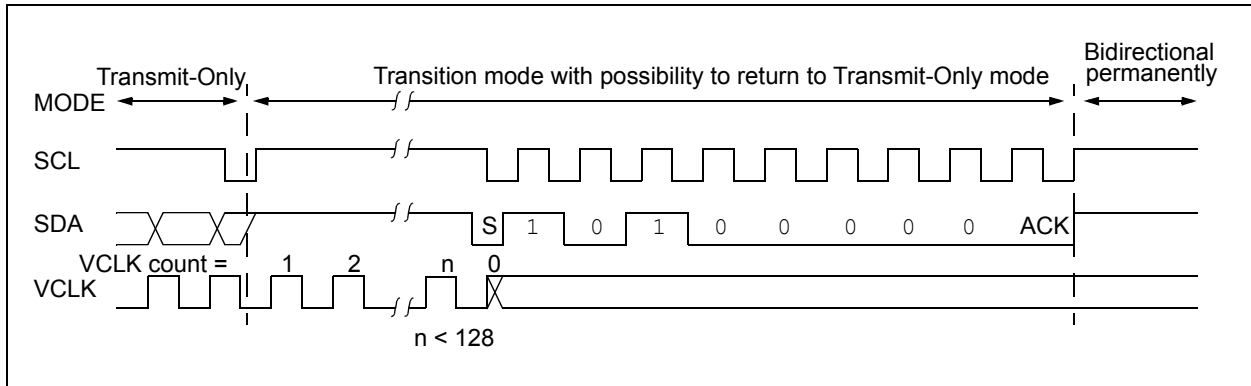 Transmit-Only
Transition mode with possibility to return to Transmit-Only mode
Bidirectional
permanently
MODE
SCL
SDA
S 1 0 1 0 0 0 0 0 ACK
VCLK count = 1 2 n 0
VCLK
n < 128